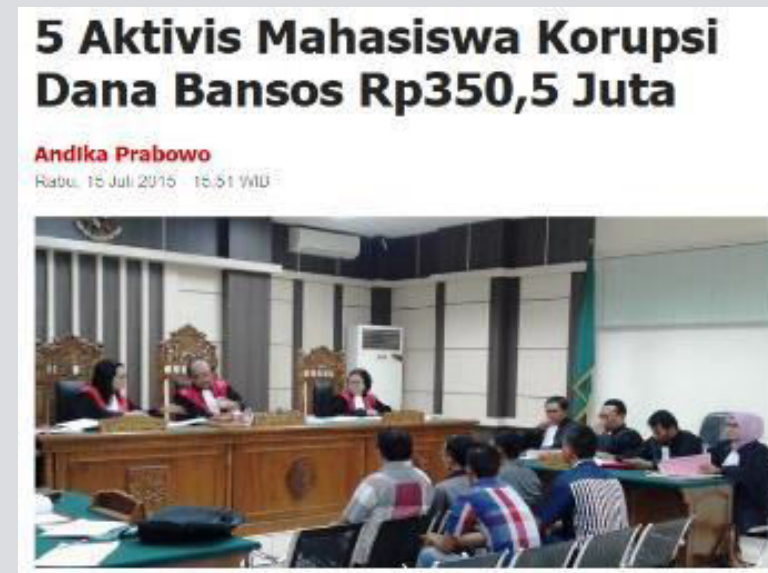 5 Aktivis Mahasiswa Korupsi
Dana Bansos Rp350,5 Juta
Andika Prabowo
Rabu, 15 Juli 2015 - 15:51 WIB